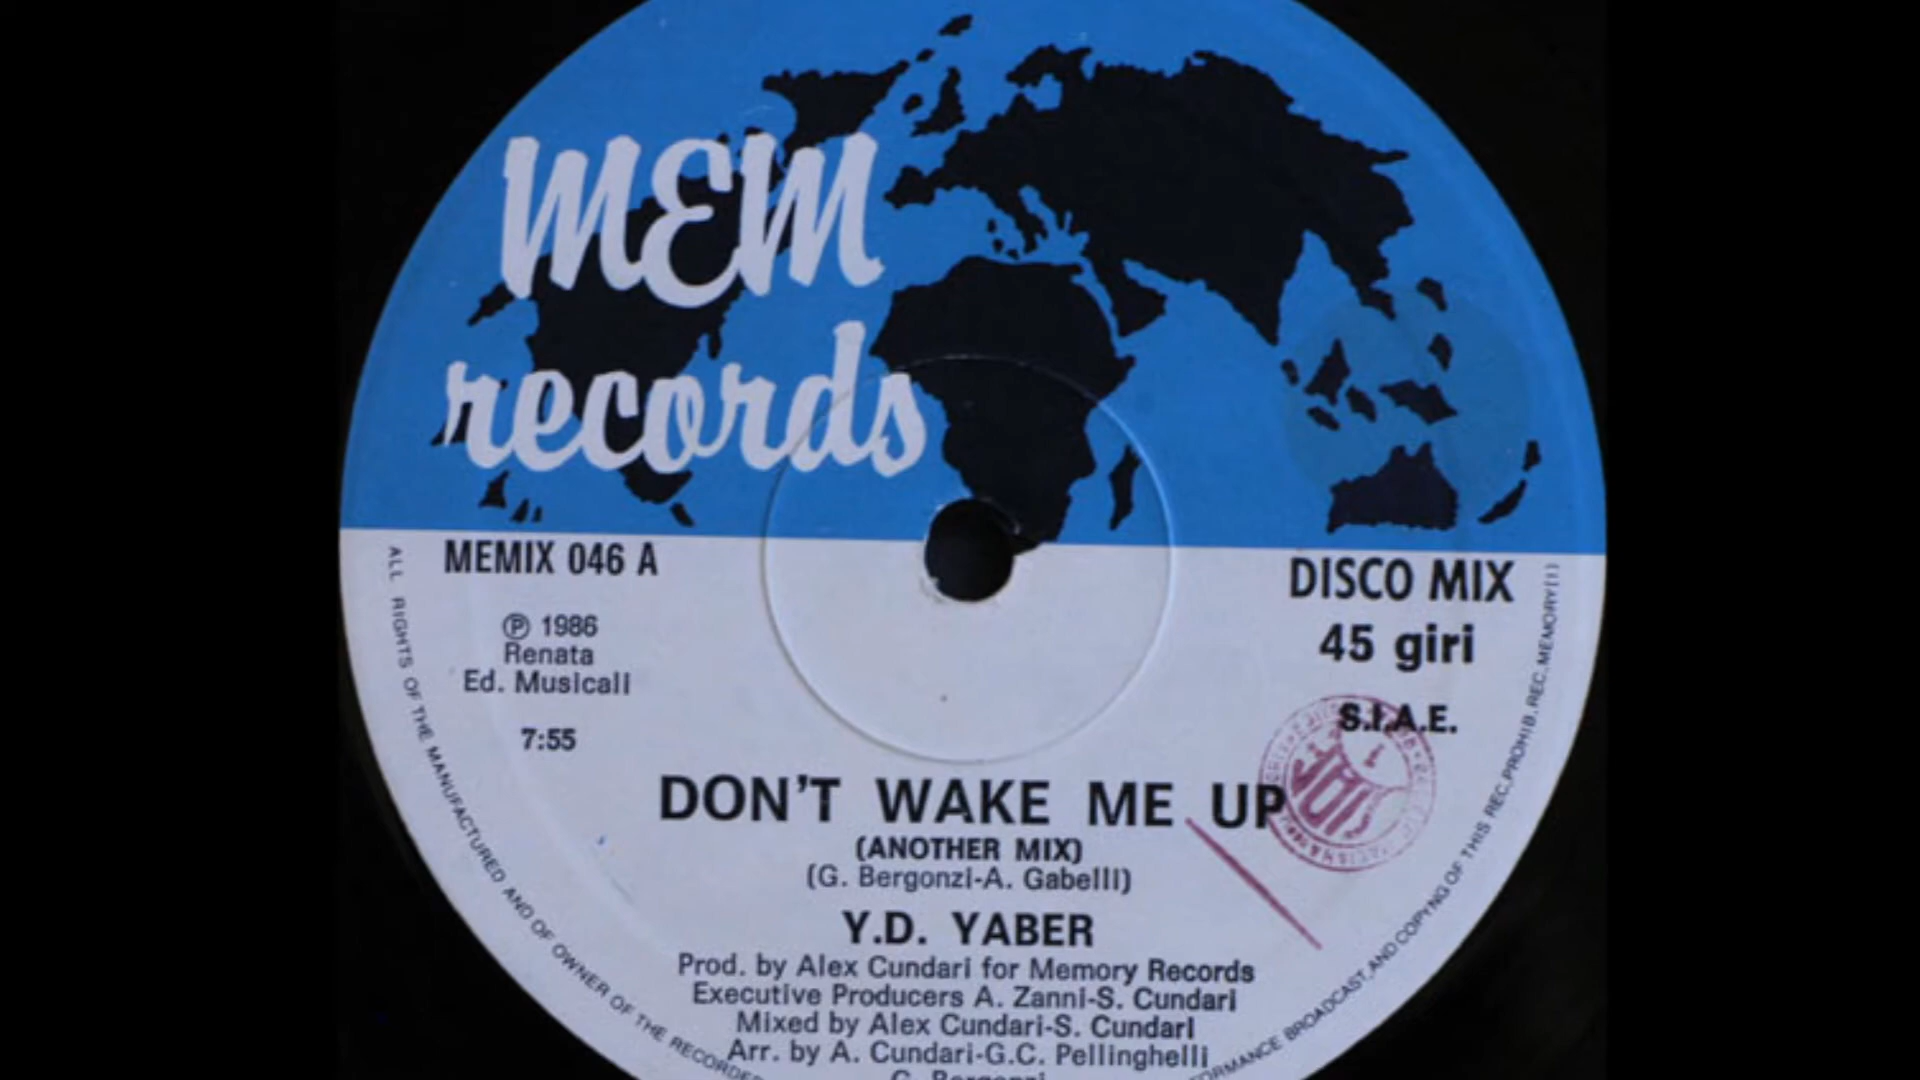 MEM
records
MEMIX 046 A
DISCO MIX
℗ 1986
Renata
Ed. Musicali
45 giri
S.I.A.E.
7:55
DON'T WAKE ME UP
(ANOTHER MIX)
(G. Bergonzi-A. Gabelli)
Y.D. YABER
Prod. by Alex Cundari for Memory Records
Executive Producers A. Zanni-S. Cundari
Mixed by Alex Cundari-S. Cundari
Arr. by A. Cundari-G.C. Pellinghelli
G. Bergonzi
ALL RIGHTS OF THE MANUFACTURED AND OF OWNER OF THE RECORDED
BROADCAST, AND COPYNG OF THIS REC. PROHIB. REC. MEMORY (I)